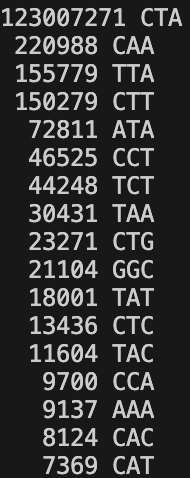 123007271 CTA
220988 CAA
155779 TTA
150279 CTT
72811 ATA
46525 CCT
44248 TCT
30431 TAA
23271 CTG
21104 GGC
18001 TAT
13436 CTC
11604 TAC
9700 CCA
9137 AAA
8124 CAC
7369 CAT